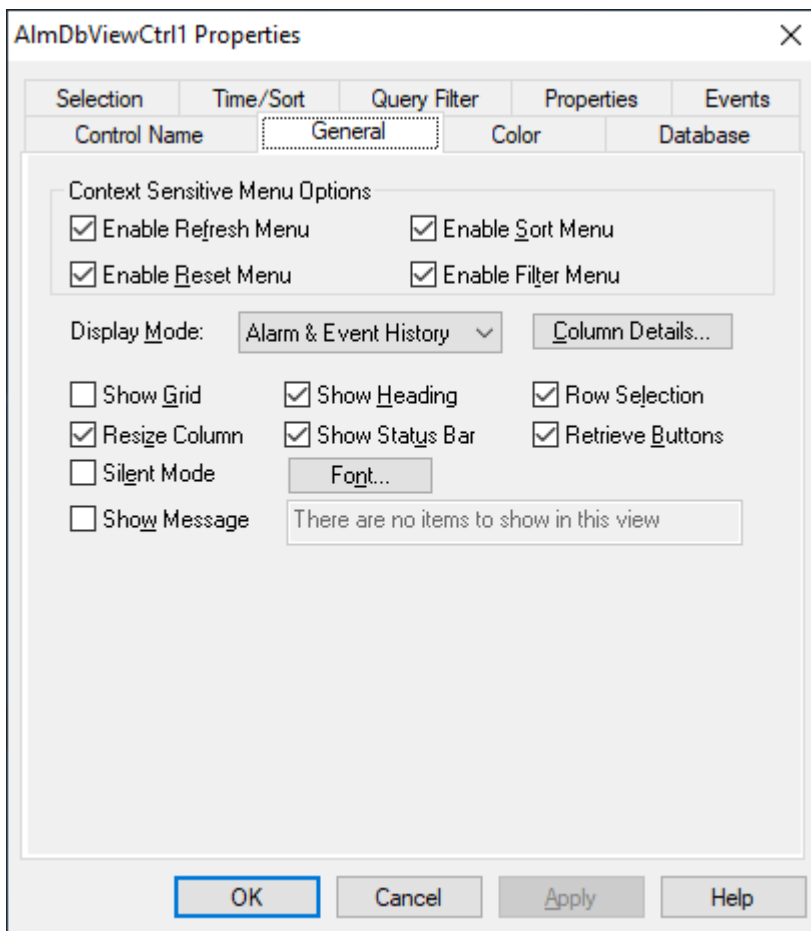 AlmDbViewCtrl1 Properties
Selection Time/Sort Query Filter Properties Events
Control Name General Color Database
Context Sensitive Menu Options
Enable Refresh Menu Enable Sort Menu
Enable Reset Menu Enable Filter Menu
Display Mode: Alarm & Event History Column Details...
Show Grid Show Heading Row Selection
Resize Column Show Status Bar Retrieve Buttons
Silent Mode Font...
Show Message There are no items to show in this view
OK Cancel Apply Help